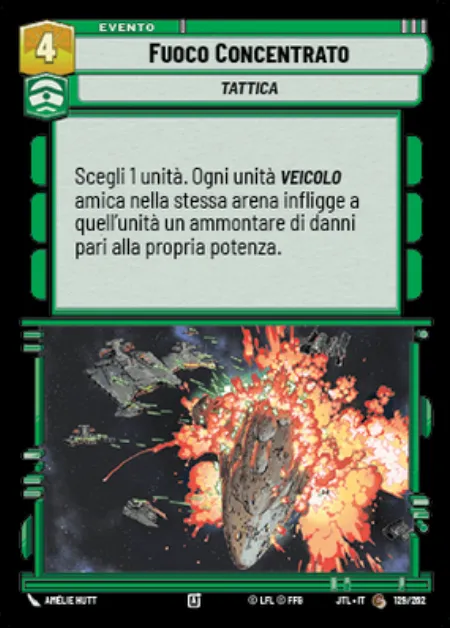 EVENTO
4
FUOCO CONCENTRATO
TATTICA
Scegli 1 unità. Ogni unità VEICOLO
amica nella stessa arena infligge a
quell'unità un ammontare di danni
pari alla propria potenza.
AMÉLIE HUTT
© LFL © FFG
JTL • IT
129/262